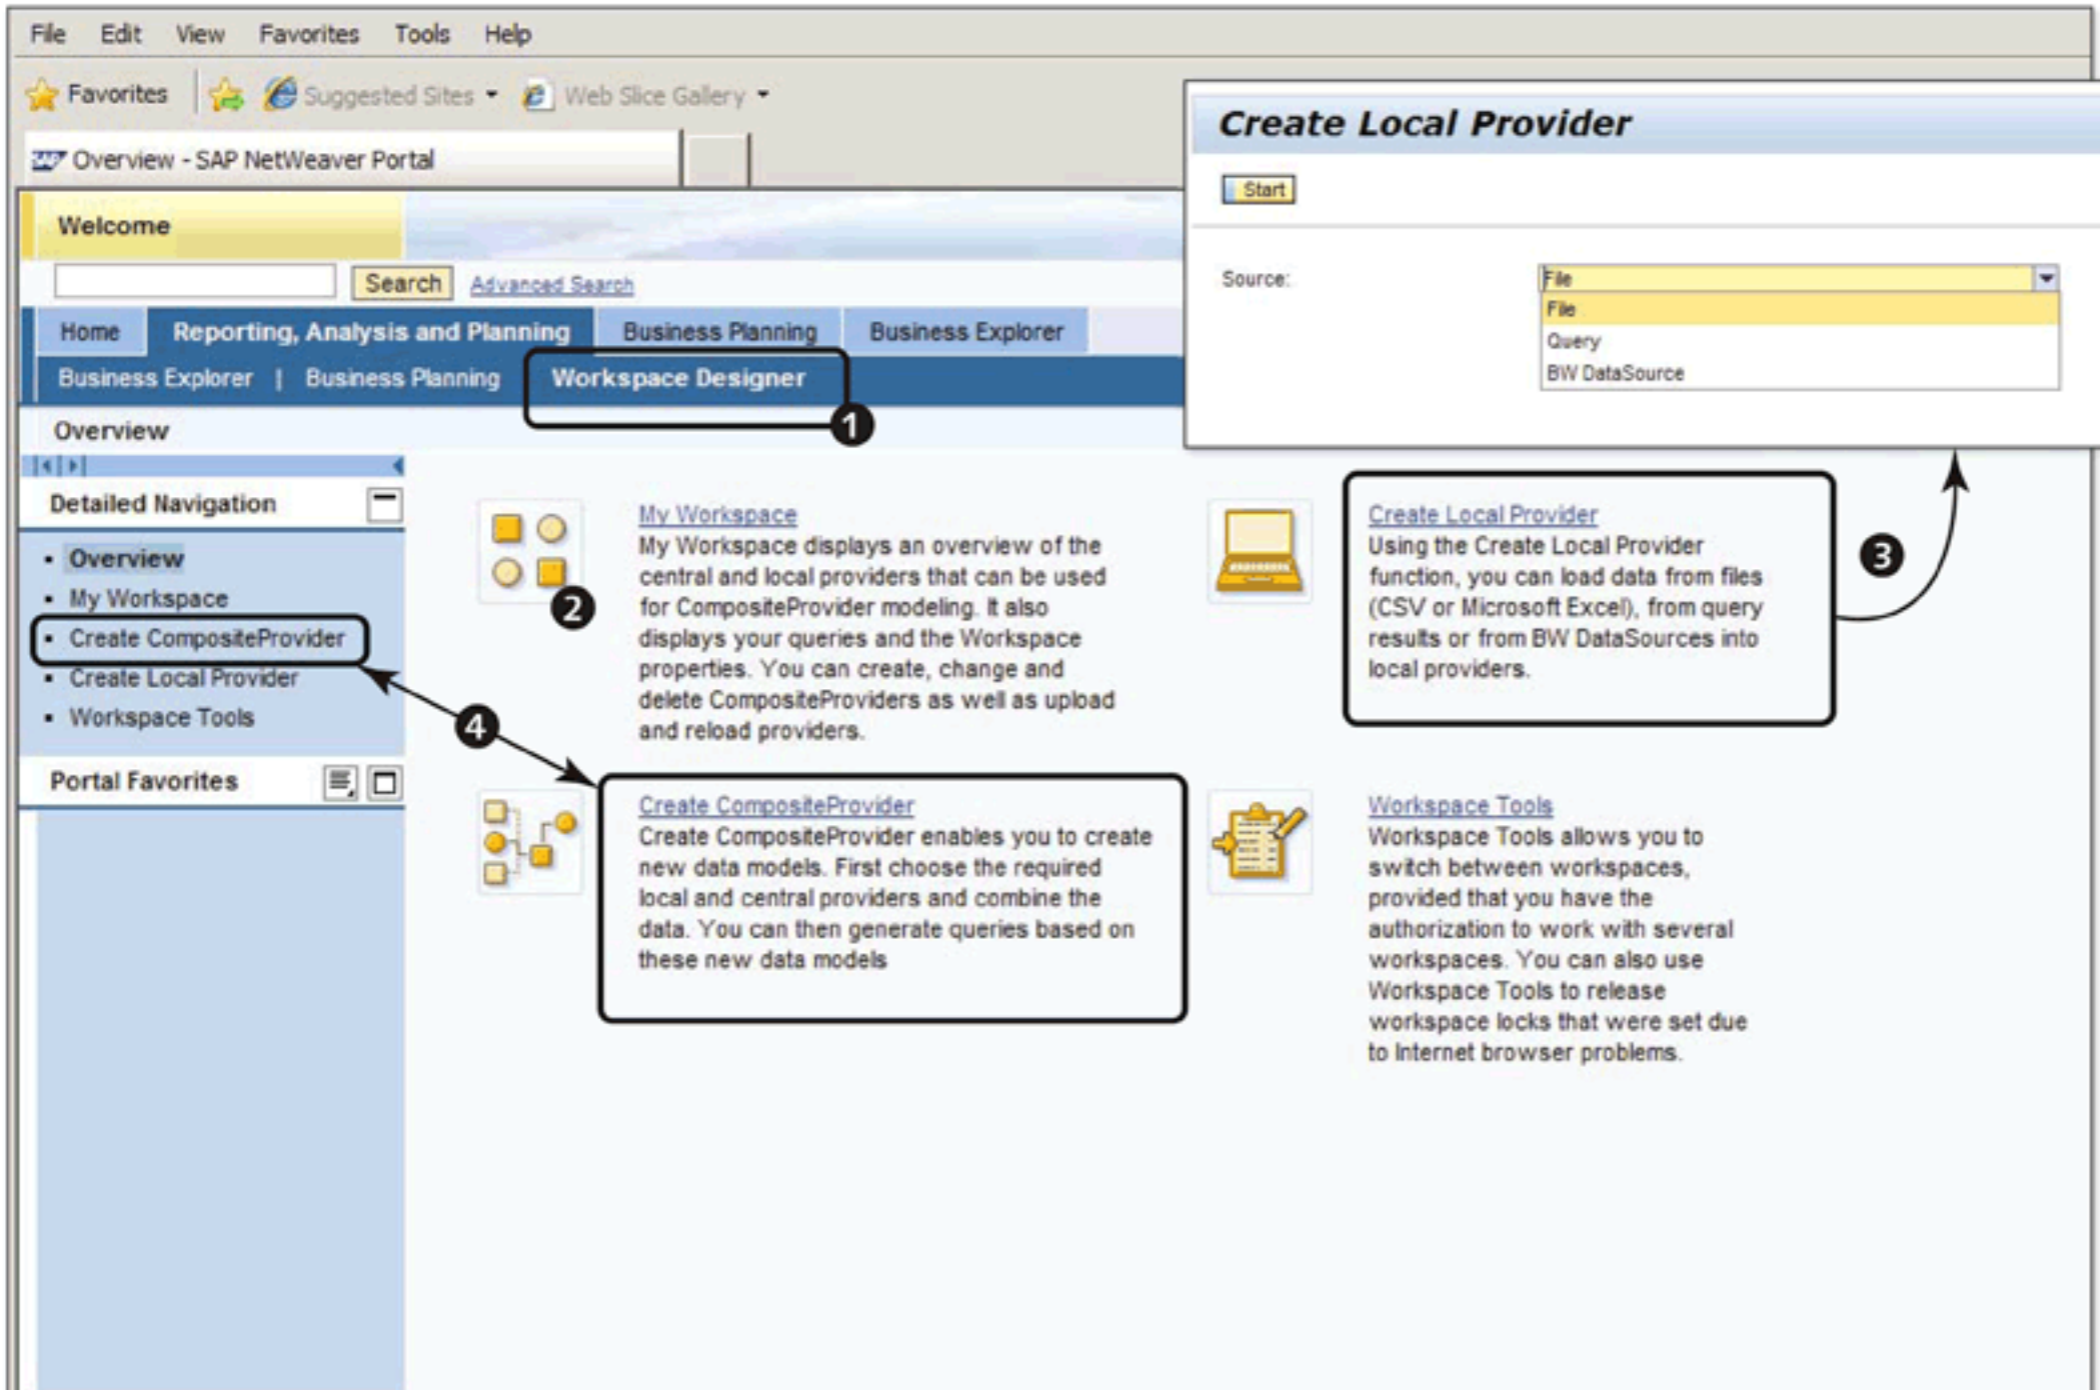 File Edit View Favorites Tools Help
Favorites Suggested Sites Web Slice Gallery
SAP Overview - SAP NetWeaver Portal
Welcome
Search Advanced Search
Home Reporting, Analysis and Planning Business Planning Business Explorer
Business Explorer | Business Planning Workspace Designer
1
Overview
Detailed Navigation
Overview
My Workspace
Create CompositeProvider
Create Local Provider
Workspace Tools
4
Portal Favorites
2
My Workspace
My Workspace displays an overview of the
central and local providers that can be used
for CompositeProvider modeling. It also
displays your queries and the Workspace
properties. You can create, change and
delete CompositeProviders as well as upload
and reload providers.
Create CompositeProvider
Create CompositeProvider enables you to create
new data models. First choose the required
local and central providers and combine the
data. You can then generate queries based on
these new data models
Create Local Provider
Start
Source: File
File
Query
BW DataSource
3
Create Local Provider
Using the Create Local Provider
function, you can load data from files
(CSV or Microsoft Excel), from query
results or from BW DataSources into
local providers.
Workspace Tools
Workspace Tools allows you to
switch between workspaces,
provided that you have the
authorization to work with several
workspaces. You can also use
Workspace Tools to release
workspace locks that were set due
to Internet browser problems.